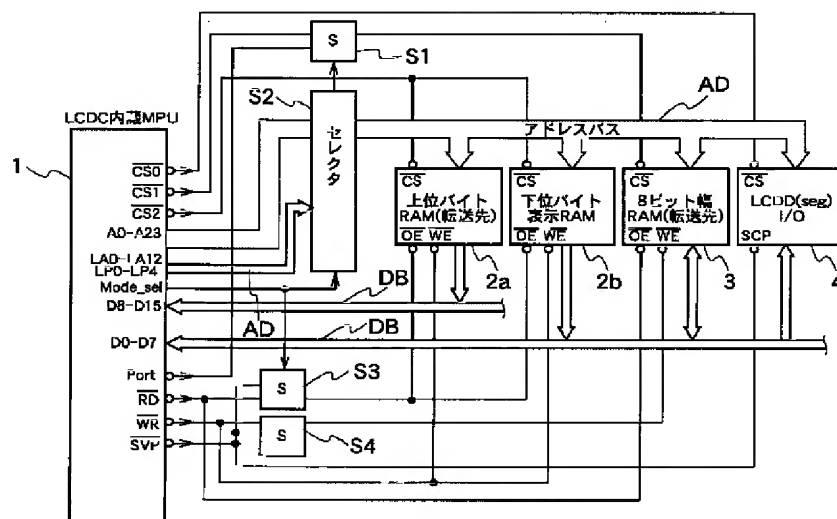 S
S1
S2
AD
LCDC内蔵MPU
セレクタ
アドレスバス
1
CS0
CS1
CS2
A0-A23
LA0-LA12
LP0-LP4
Mode_sel
D8-D15
D0-D7
Port
RD
WR
SVP
CS
上位バイト
RAM(転送先)
OE WE
2a
CS
下位バイト
表示RAM
OE WE
2b
CS
8ビット幅
RAM(転送先)
OE WE
3
CS
LCDD(seg)
I/O
SCP
4
DB
AD
DB
S
S3
S
S4